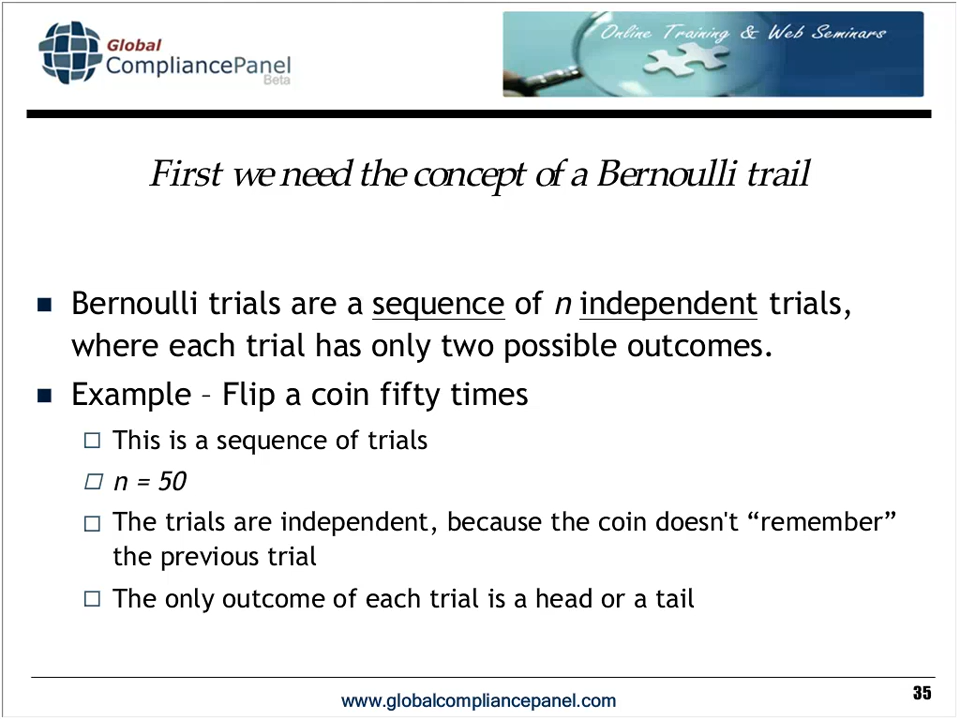 Global
CompliancePanel
Beta
Online Training & Web Seminars
First we need the concept of a Bernoulli trail
Bernoulli trials are a sequence of n independent trials,
where each trial has only two possible outcomes.
Example – Flip a coin fifty times
This is a sequence of trials
n = 50
The trials are independent, because the coin doesn't “remember”
the previous trial
The only outcome of each trial is a head or a tail
www.globalcompliancepanel.com
35